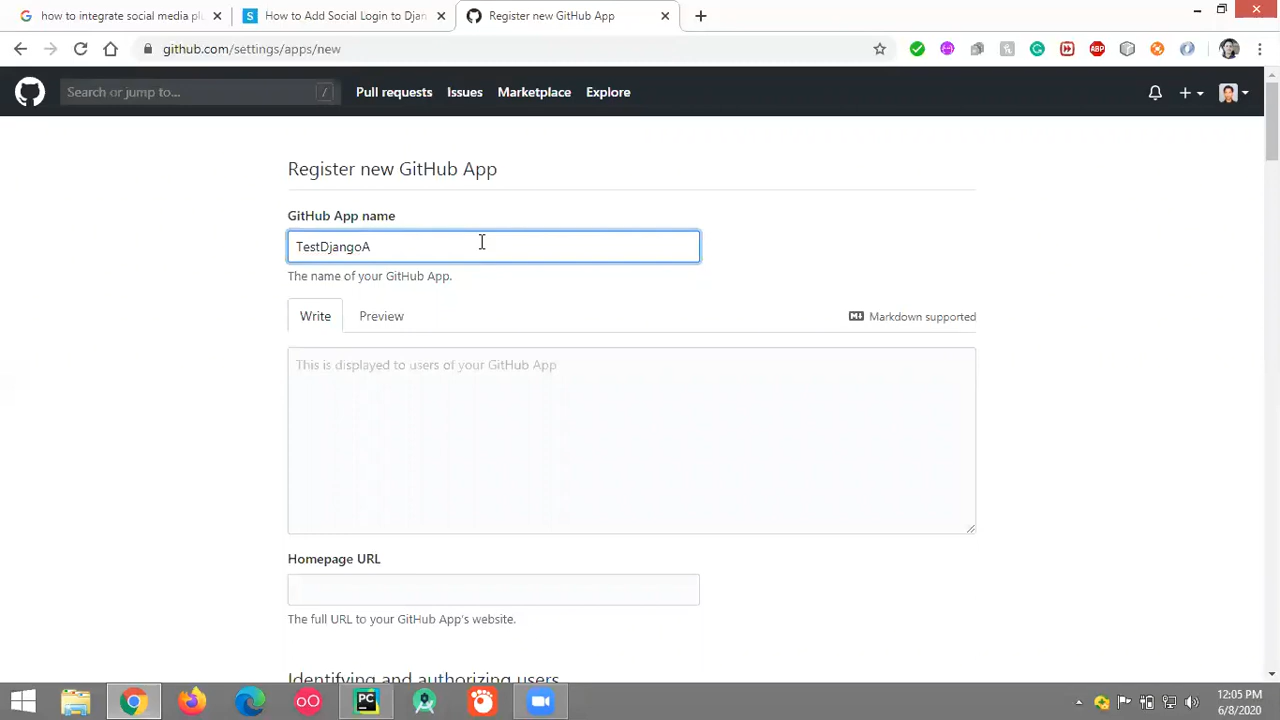 how to integrate social media plu
How to Add Social Login to Djan
Register new GitHub App
github.com/settings/apps/new
ABP
Search or jump to...
/
Pull requests
Issues
Marketplace
Explore
Register new GitHub App
GitHub App name
TestDjangoA
The name of your GitHub App.
Write
Preview
Markdown supported
This is displayed to users of your GitHub App
Homepage URL
The full URL to your GitHub App's website.
Identifying and authorizing users
PC
12:05 PM
6/8/2020